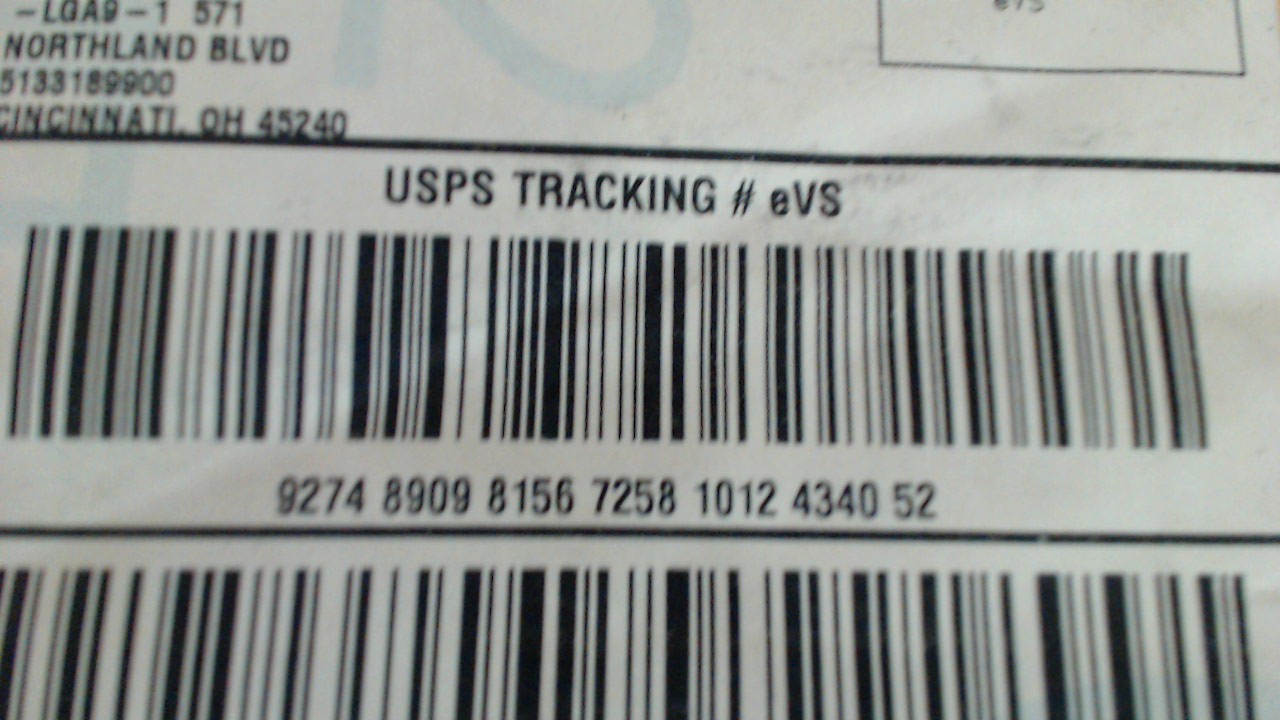 -LGA9-1 571
NORTHLAND BLVD
5133189900
CINCINNATI, OH 45240
eVS
USPS TRACKING # eVS
9274 8909 8156 7258 1012 4340 52